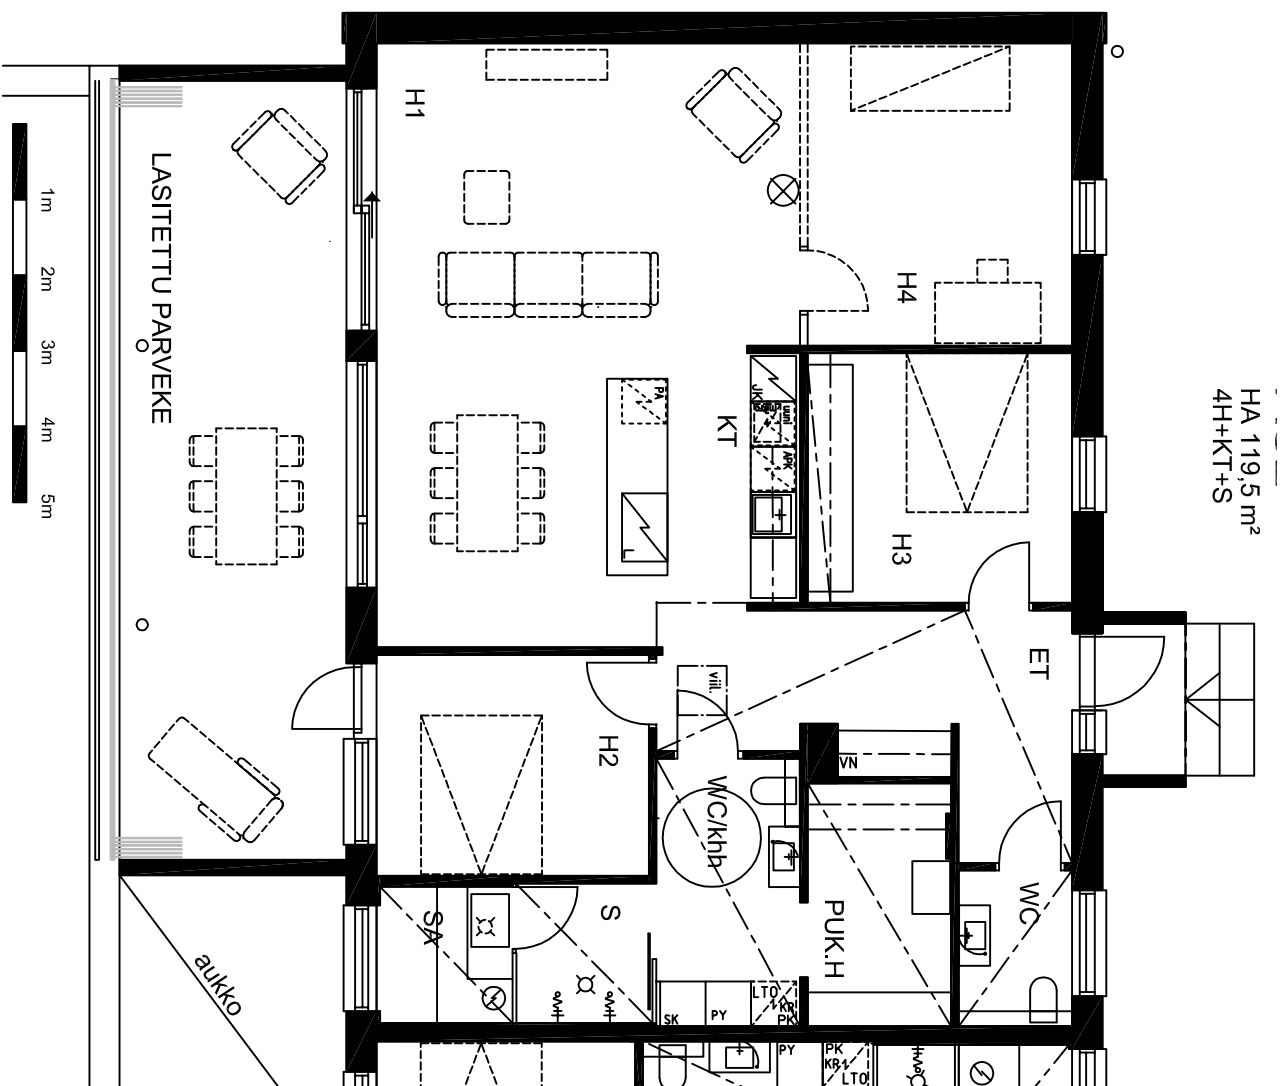 HA 119,5 m²
4H+KT+S
H1
H4
LASITETTU PARVEKE
1m
2m
3m
4m
5m
KT
JK
uuni
APK
PA
L
H3
ET
viil.
H2
VN
WC/khh
WC
PUK.H
S
SA
SK
PY
LTO
KR
PK
aukko
PY
PK
KR
LTO